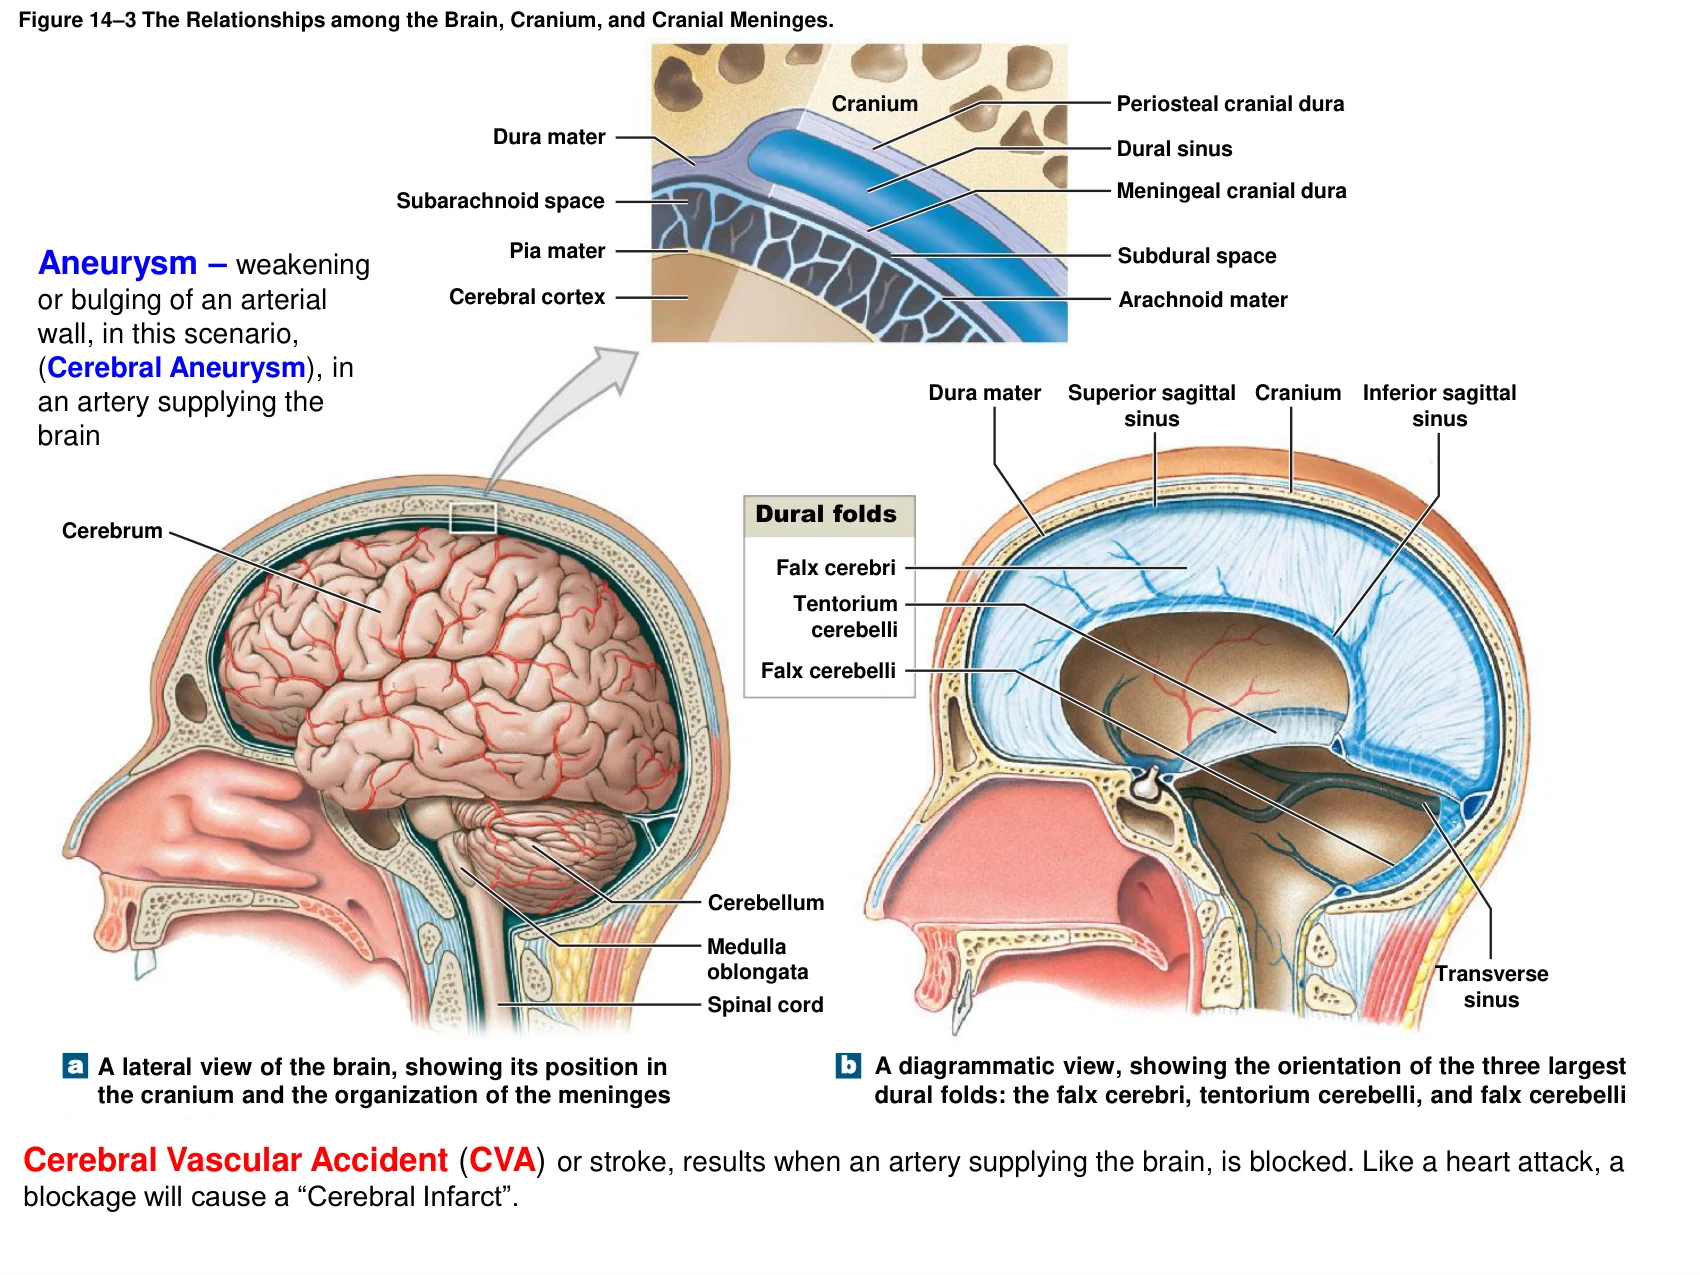 Figure 14–3 The Relationships among the Brain, Cranium, and Cranial Meninges.
Cranium
Dura mater
Subarachnoid space
Pia mater
Cerebral cortex
Periosteal cranial dura
Dural sinus
Meningeal cranial dura
Subdural space
Arachnoid mater
Aneurysm – weakening
or bulging of an arterial
wall, in this scenario,
(Cerebral Aneurysm), in
an artery supplying the
brain
Cerebrum
Cerebellum
Medulla
oblongata
Spinal cord
Dura mater
Superior sagittal
sinus
Cranium
Inferior sagittal
sinus
Dural folds
Falx cerebri
Tentorium
cerebelli
Falx cerebelli
Transverse
sinus
a A lateral view of the brain, showing its position in
the cranium and the organization of the meninges
b A diagrammatic view, showing the orientation of the three largest
dural folds: the falx cerebri, tentorium cerebelli, and falx cerebelli
Cerebral Vascular Accident (CVA) or stroke, results when an artery supplying the brain, is blocked. Like a heart attack, a
blockage will cause a “Cerebral Infarct”.